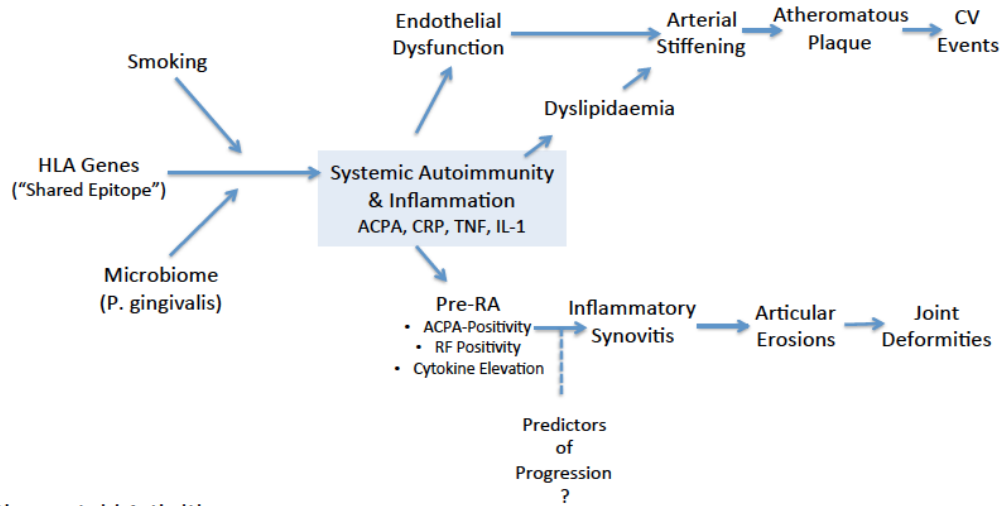 Endothelial
Dysfunction
Arterial
Stiffening
Atheromatous
Plaque
CV
Events
Smoking
Dyslipidaemia
HLA Genes
(“Shared Epitope”)
Systemic Autoimmunity
& Inflammation
ACPA, CRP, TNF, IL-1
Microbiome
(P. gingivalis)
Pre-RA
• ACPA-Positivity
• RF Positivity
• Cytokine Elevation
Inflammatory
Synovitis
Articular
Erosions
Joint
Deformities
Predictors
of
Progression
?